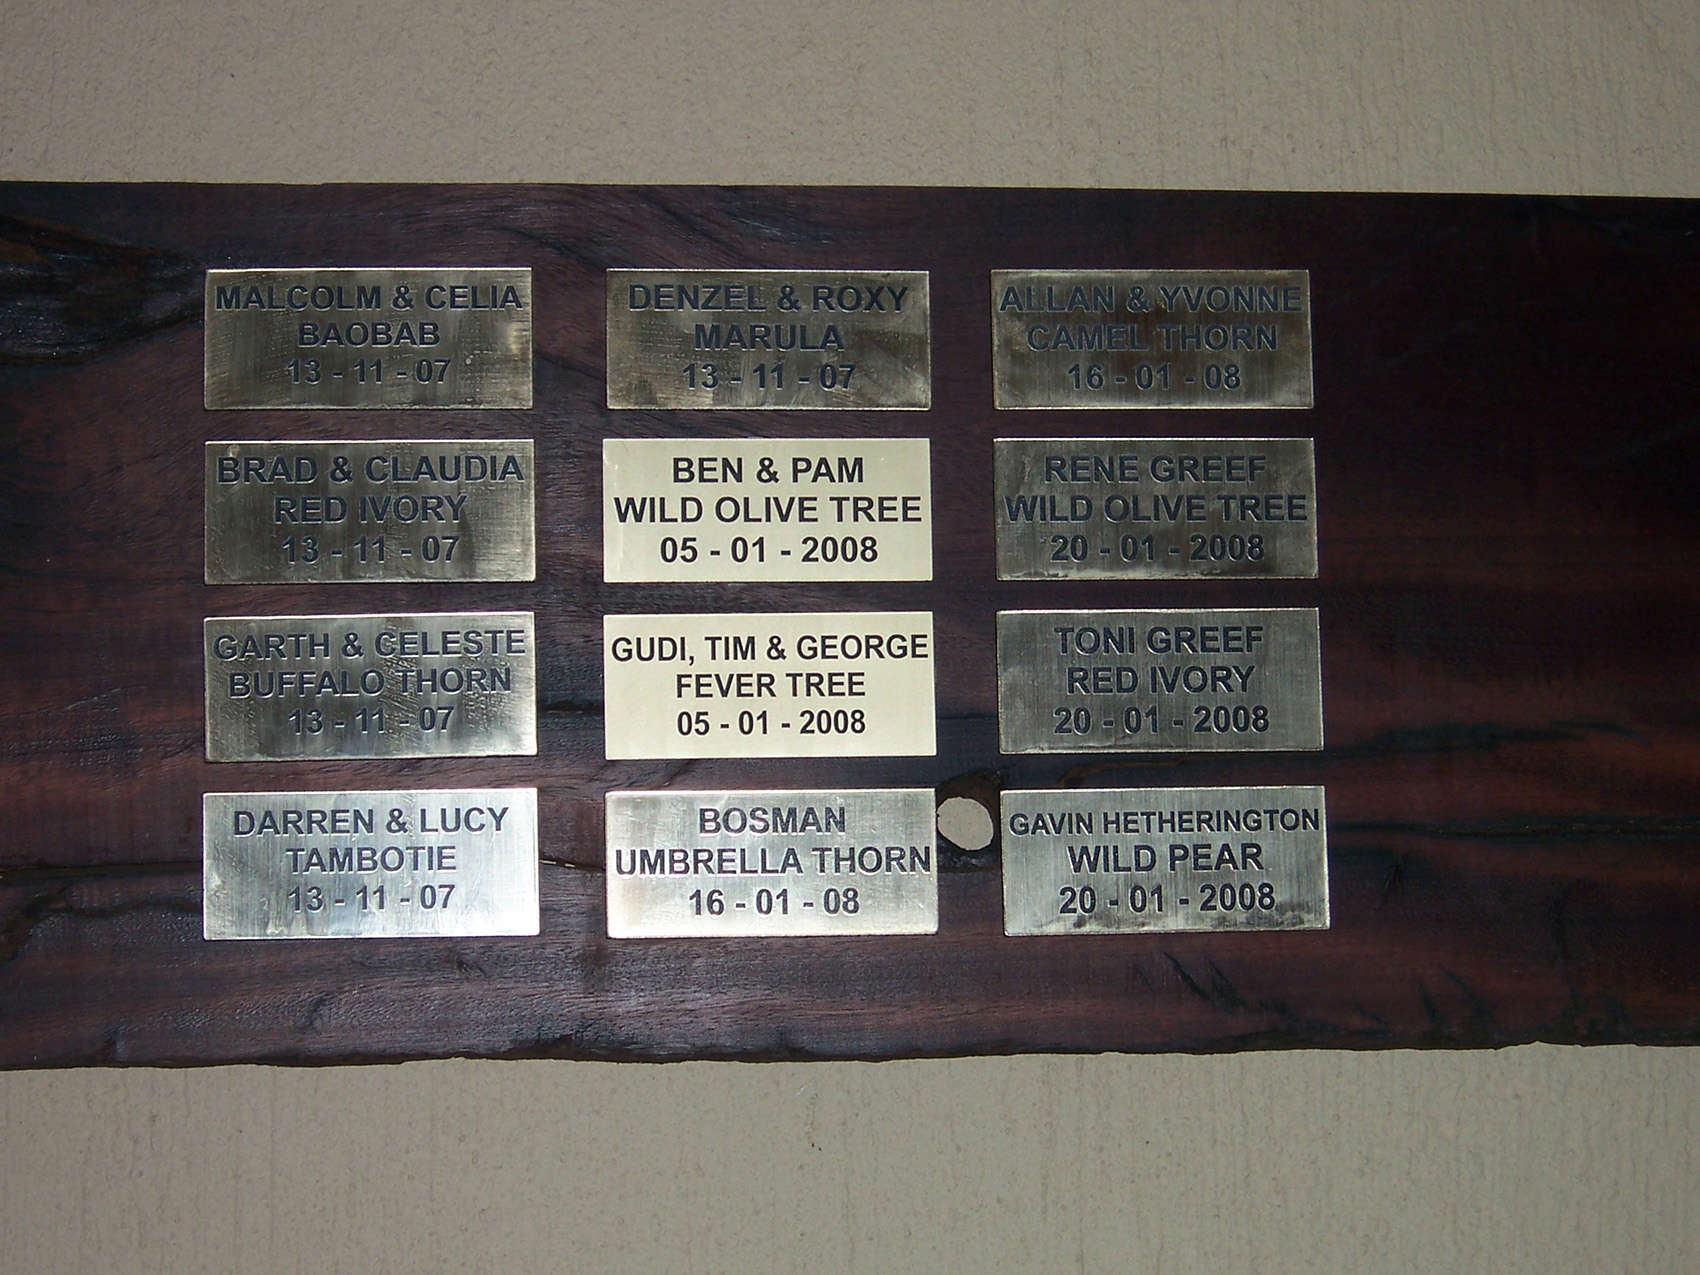 MALCOLM & CELIA
BAOBAB
13 - 11 - 07
DENZEL & ROXY
MARULA
13 - 11 - 07
ALLAN & YVONNE
CAMEL THORN
16 - 01 - 08
BRAD & CLAUDIA
RED IVORY
13 - 11 - 07
BEN & PAM
WILD OLIVE TREE
05 - 01 - 2008
RENE GREEF
WILD OLIVE TREE
20 - 01 - 2008
GARTH & CELESTE
BUFFALO THORN
13 - 11 - 07
GUDI, TIM & GEORGE
FEVER TREE
05 - 01 - 2008
TONI GREEF
RED IVORY
20 - 01 - 2008
DARREN & LUCY
TAMBOTIE
13 - 11 - 07
BOSMAN
UMBRELLA THORN
16 - 01 - 08
GAVIN HETHERINGTON
WILD PEAR
20 - 01 - 2008